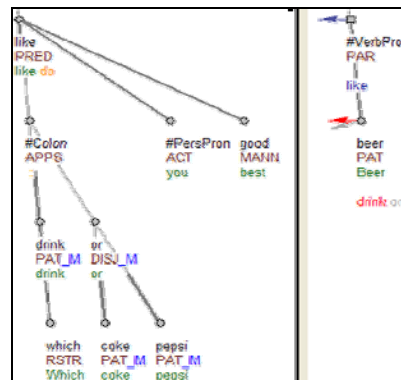 like
PRED
like do
#Colon
APPS
#PersPron
ACT
you
good
MANN
best
drink
PAT_M
drink
or
DISJ_M
or
which
RSTR
Which
coke
PAT_M
coke
pepsi
PAT_M
pepsi
#VerbPro
PAR
like
beer
PAT
Beer
drink